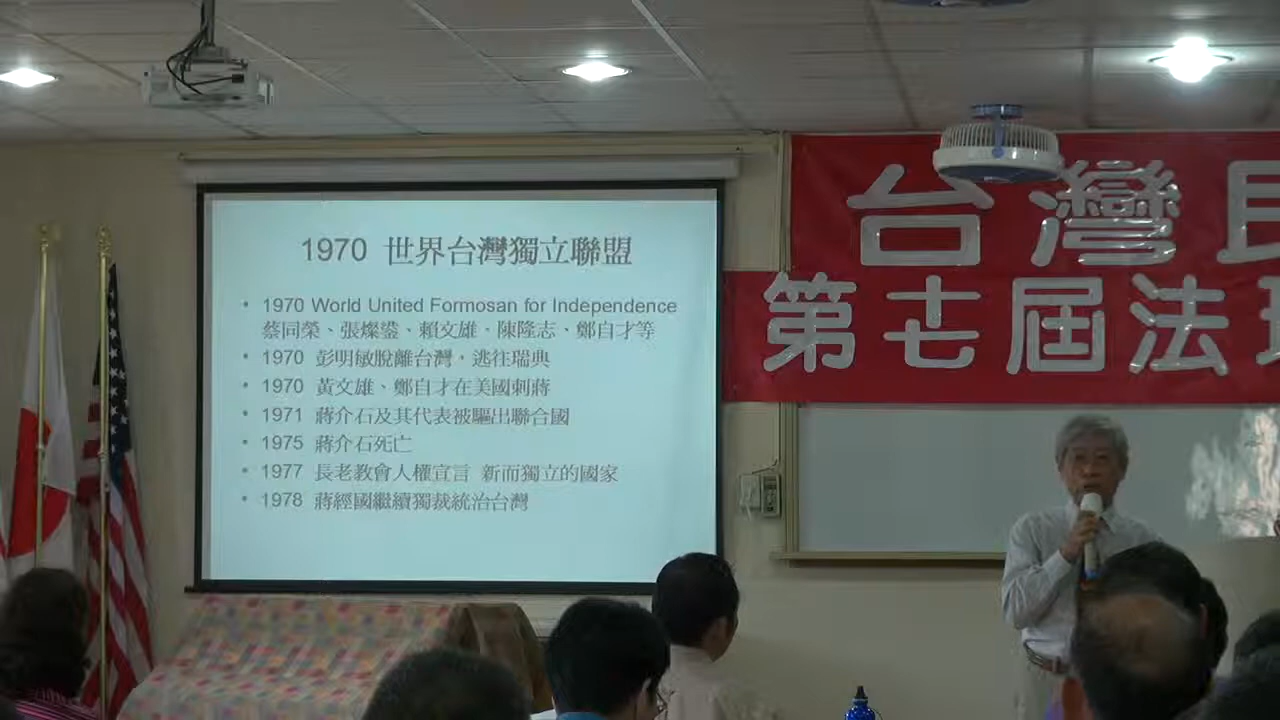 1970 世界台灣獨立聯盟
• 1970 World United Formosan for Independence
蔡同榮、張燦鍙、賴文雄．陳隆志、鄭自才等
• 1970 彭明敏脫離台灣，逃往瑞典
• 1970 黃文雄、鄭自才在美國刺蔣
• 1971 蔣介石及其代表被驅出聯合國
• 1975 蔣介石死亡
• 1977 長老教會人權宣言 新而獨立的國家
• 1978 蔣經國繼續獨裁統治台灣
台灣
第七屆法